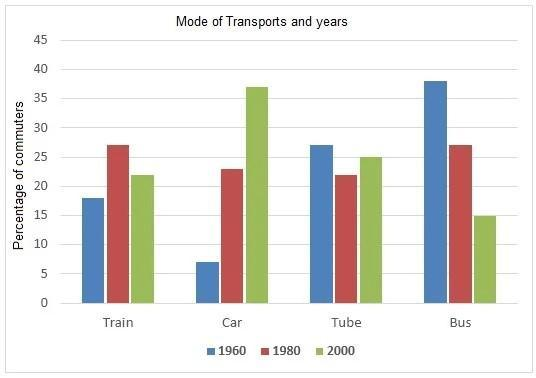 Mode of Transports and years
45
40
35
30
25
20
15
10
5
0
Percentage of commuters
Train Car Tube Bus
1960 1980 2000